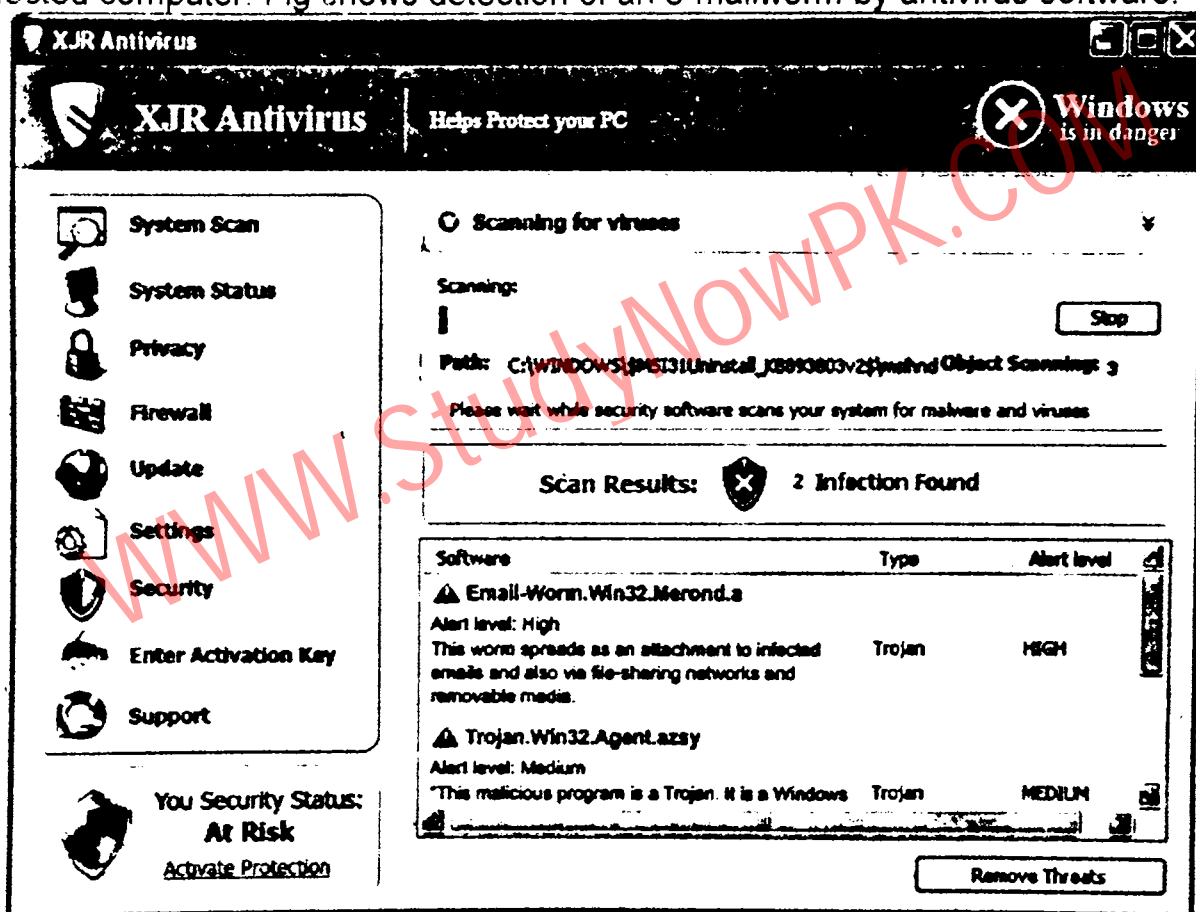 computer. Fig shows detection of an e-mailworm by antivirus software.
XJR Antivirus
XJR Antivirus
Helps Protect your PC
Windows
is in danger
System Scan
System Status
Privacy
Firewall
Update
Settings
Security
Enter Activation Key
Support
You Security Status:
At Risk
Activate Protection
Scanning for viruses
Scanning:
Stop
Path: Object Scanning: 3
Please wait while security software scans your system for malware and viruses
Scan Results: 2 Infection Found
Software Type Alert level
Email-Worm.Win32.Merond.a
Alert level: High
This worm spreads as an attachment to infected Trojan HIGH
emails and also via file-sharing networks and
removable media.
Trojan.Win32.Agent.azsy
Alert level: Medium
"This malicious program is a Trojan. It is a Windows Trojan MEDIUM
Remove Threats
WWW.StudyNowPK.COM